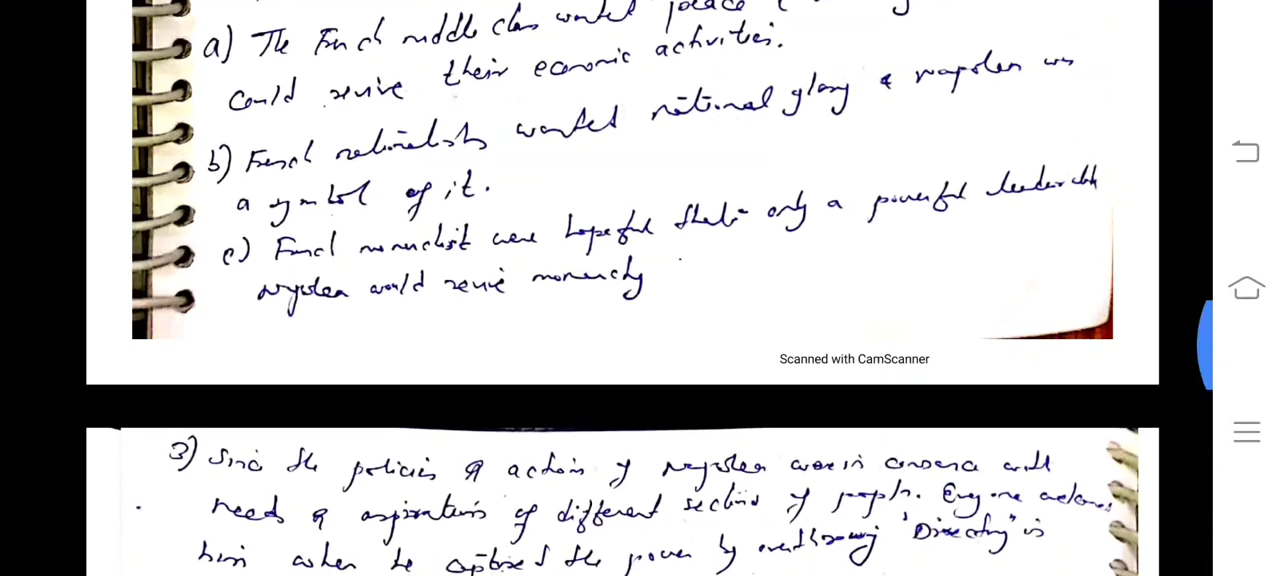 a) The French middle class wanted peace
could revive their economic activities.
b) French nationalists wanted national glory & napoleon was
a symbol of it.
c) French monarchist were hopeful that only a powerful leader like
napoleon would revive monarchy
Scanned with CamScanner
3) Since the policies & actions of napoleon were in consonance with
needs & aspirations of different sections of people. Every one welcomes
him when he captured the power by overthrowing "Directory" in